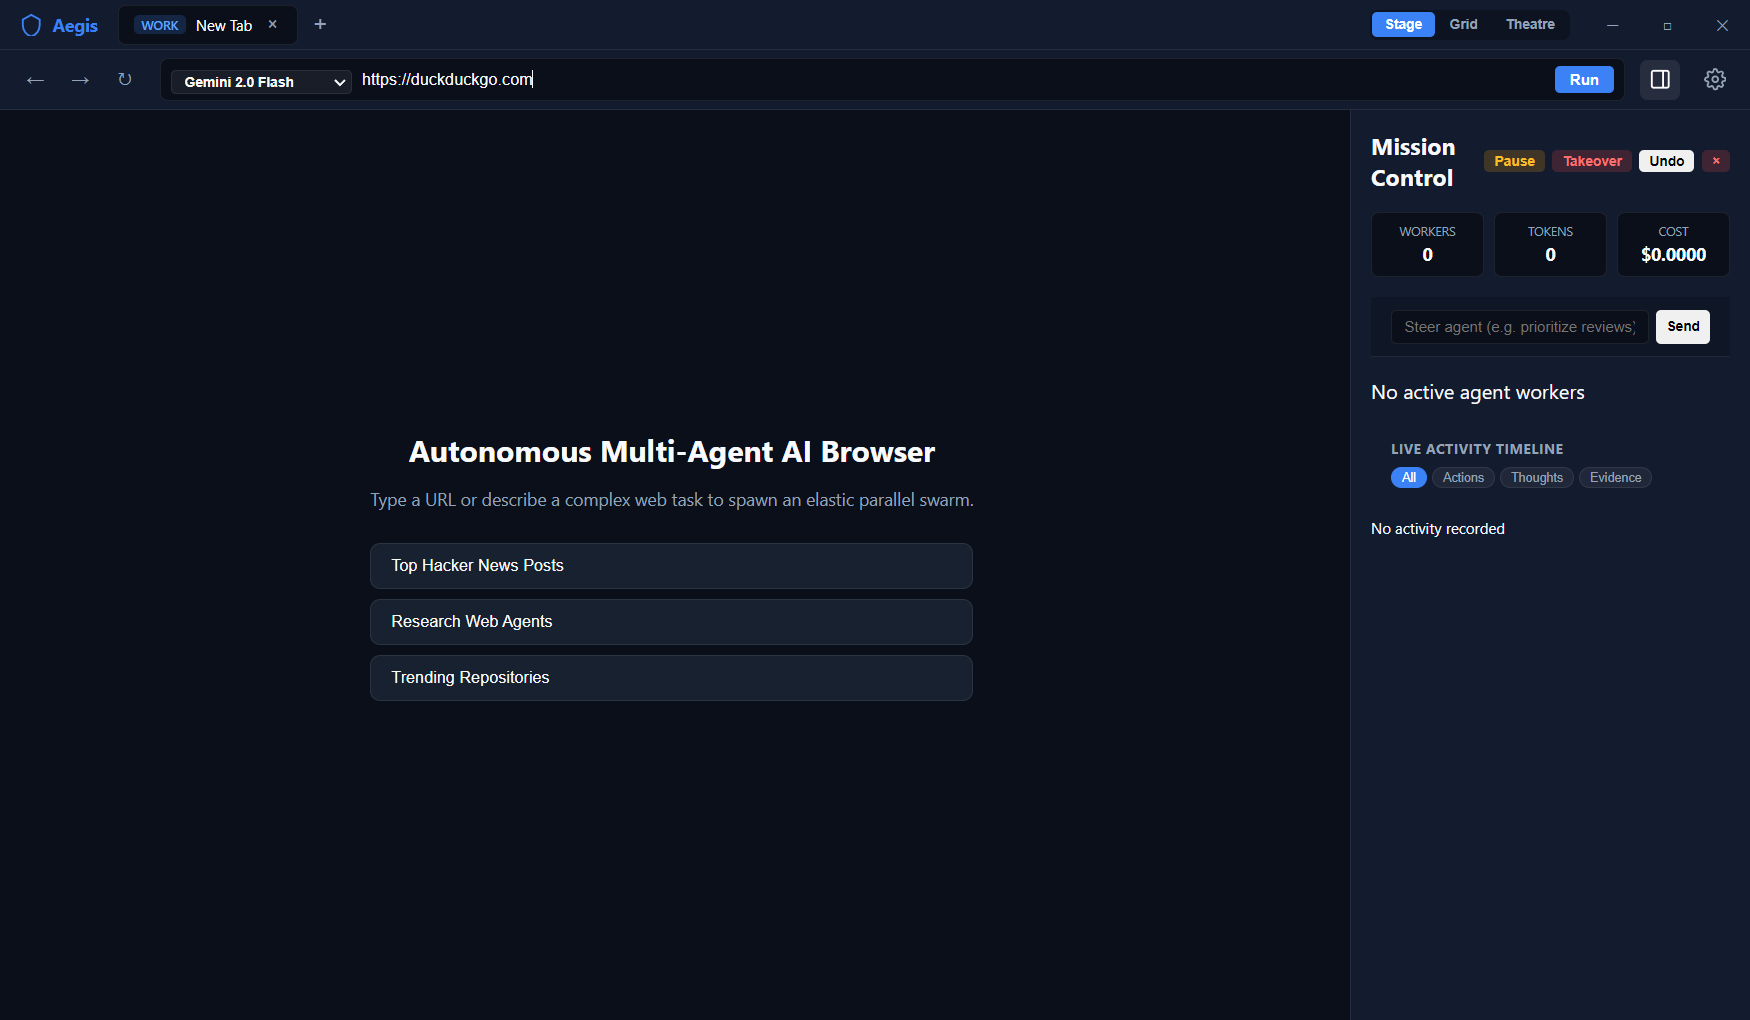 Aegis
WORK New Tab ×
+
Stage Grid Theatre
Gemini 2.0 Flash
https://duckduckgo.com
Run
Autonomous Multi-Agent AI Browser
Type a URL or describe a complex web task to spawn an elastic parallel swarm.
Top Hacker News Posts
Research Web Agents
Trending Repositories
Mission
Control
Pause Takeover Undo ×
WORKERS TOKENS COST
0 0 $0.0000
Steer agent (e.g. prioritize reviews)
Send
No active agent workers
LIVE ACTIVITY TIMELINE
All Actions Thoughts Evidence
No activity recorded